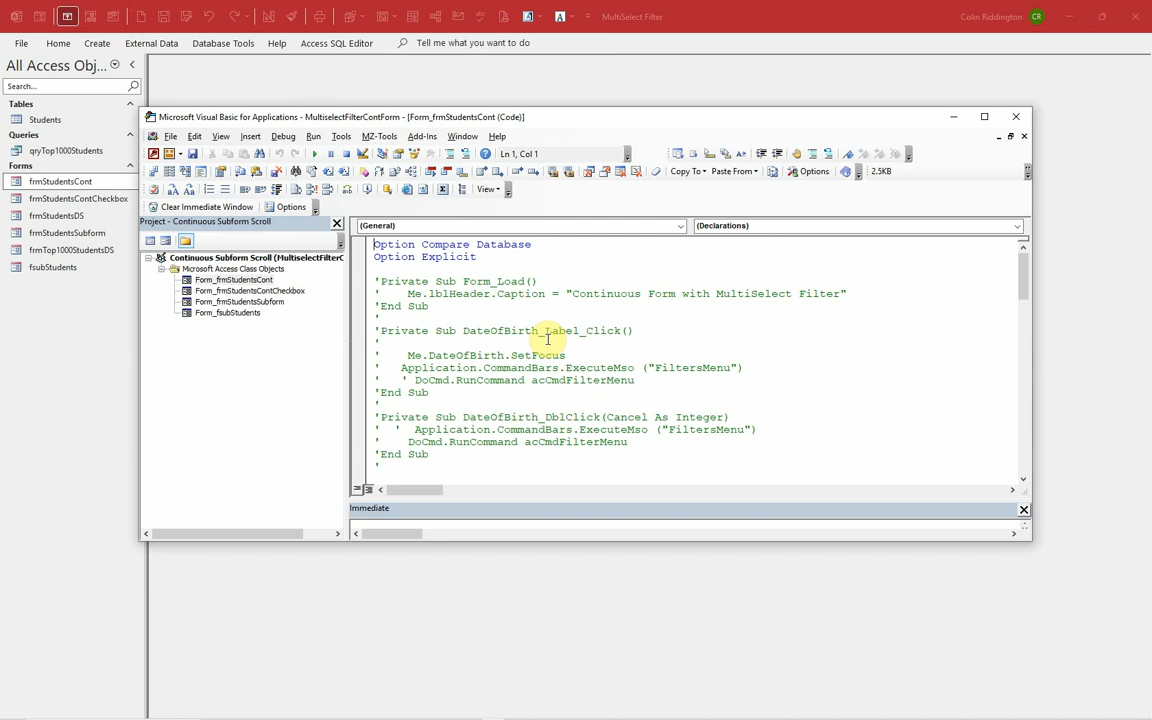 MultiSelect Filter
Colin Riddington
CR
File
Home
Create
External Data
Database Tools
Help
Access SQL Editor
Tell me what you want to do
All Access Obj...
Search...
Tables
Students
Queries
qryTop1000Students
Forms
frmStudentsCont
frmStudentsContCheckbox
frmStudentsDS
frmStudentsSubform
frmTop1000StudentsDS
fsubStudents
Microsoft Visual Basic for Applications - MultiselectFilterContForm - [Form_frmStudentsCont (Code)]
File Edit View Insert Debug Run Tools MZ-Tools Add-Ins Window Help
Ln 1, Col 1
Copy To Paste From Options 2.5KB
View
Clear Immediate Window Options
Project - Continuous Subform Scroll
Continuous Subform Scroll (MultiselectFilterC
Microsoft Access Class Objects
Form_frmStudentsCont
Form_frmStudentsContCheckbox
Form_frmStudentsSubform
Form_fsubStudents
(General)
(Declarations)
Option Compare Database
Option Explicit
'Private Sub Form_Load()
' Me.lblHeader.Caption = "Continuous Form with MultiSelect Filter"
'End Sub
'
'Private Sub DateOfBirth_Label_Click()
'
' Me.DateOfBirth.SetFocus
' Application.CommandBars.ExecuteMso ("FiltersMenu")
' ' DoCmd.RunCommand acCmdFilterMenu
'End Sub
'
'Private Sub DateOfBirth_DblClick(Cancel As Integer)
' ' Application.CommandBars.ExecuteMso ("FiltersMenu")
' DoCmd.RunCommand acCmdFilterMenu
'End Sub
'
Immediate